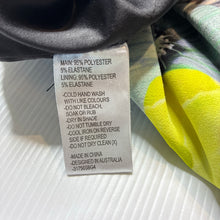 MAIN: 95% POLYESTER
5% ELASTANE
LINING: 95% POLYESTER
5% ELASTANE
-COLD HAND WASH
WITH LIKE COLOURS
-DO NOT BLEACH,
SOAK OR RUB
-DRY IN SHADE
-DO NOT TUMBLE DRY
-COOL IRON ON REVERSE
SIDE IF REQUIRED
-DO NOT DRY CLEAN (X)
MADE IN CHINA
DESIGNED IN AUSTRALIA